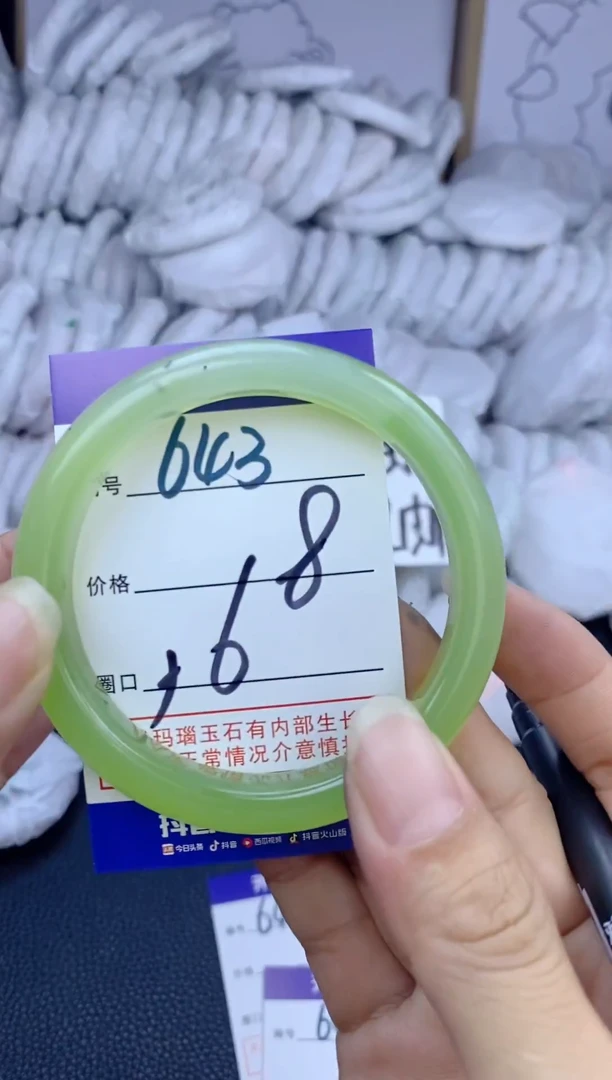 号 643
价格
168
圈口
玛瑙玉石有内部生长
正常情况介意慎拍
今日头条 抖音 西瓜视频 抖音火山版